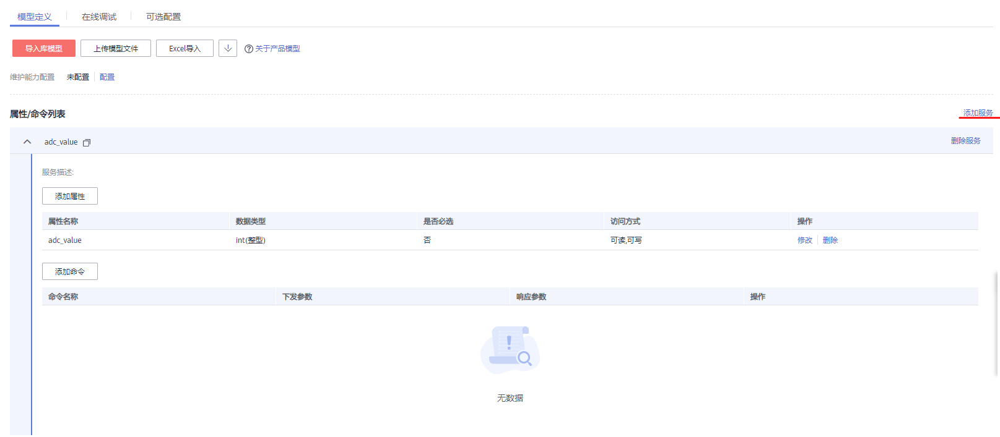 模型定义 在线调试 可选配置
导入库模型 上传模型文件 Excel导入 关于产品模型
维护能力配置 未配置 配置
属性/命令列表 添加服务
adc_value 删除服务
服务描述:
添加属性
属性名称 数据类型 是否必选 访问方式 操作
adc_value int(整型) 否 可读,可写 修改 删除
添加命令
命令名称 下发参数 响应参数 操作
无数据